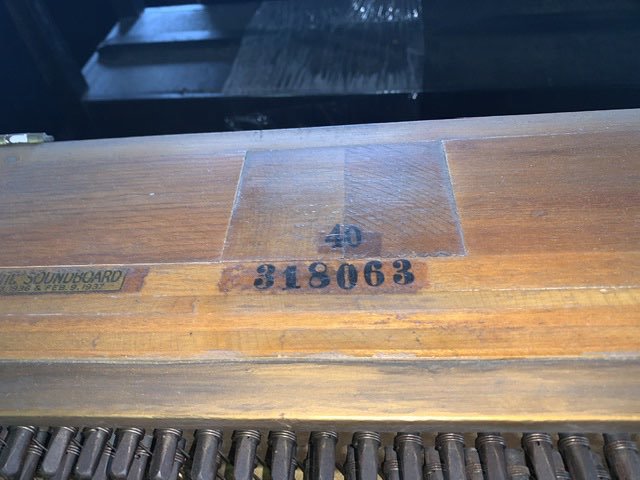 40
318063
SOUNDBOARD
& FEB. 9, 1937